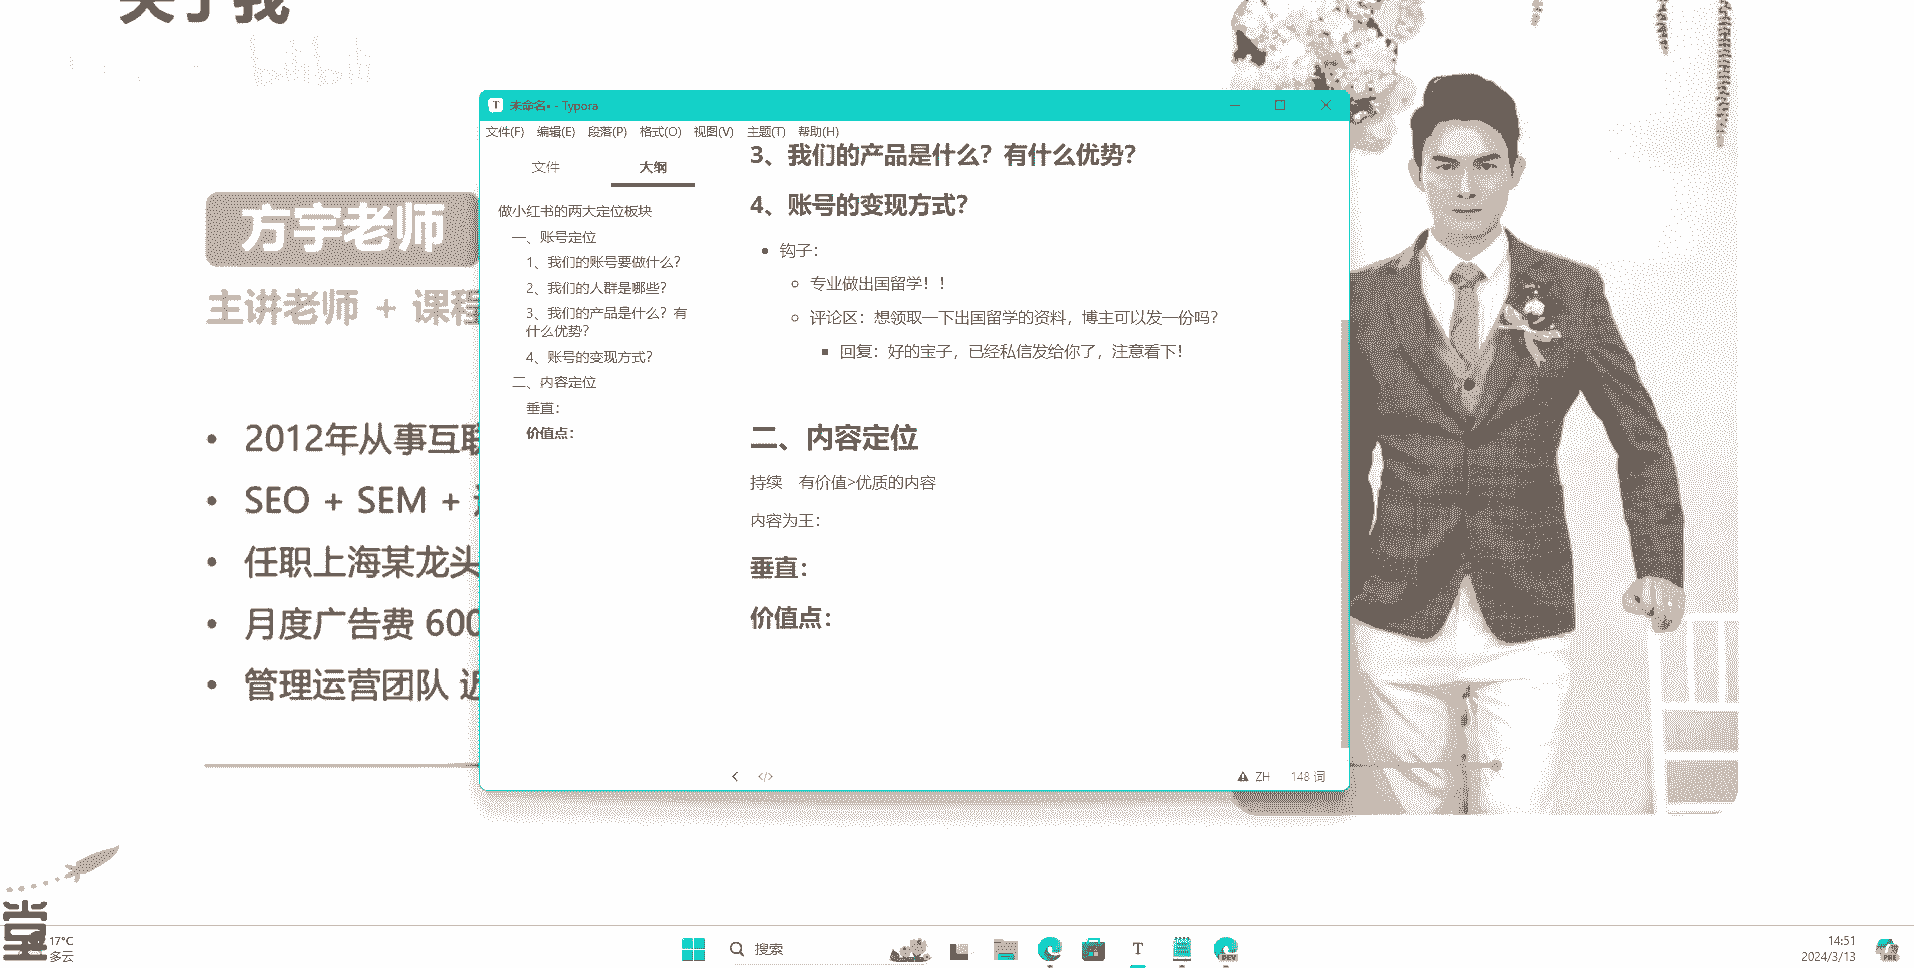 关于我
bilibili
方宇老师
主讲老师 + 课程
2012年从事互联
SEO + SEM +
任职上海某龙头
月度广告费 600
管理运营团队 近
未命名• - Typora
文件(F) 编辑(E) 段落(P) 格式(O) 视图(V) 主题(T) 帮助(H)
文件 大纲
做小红书的两大定位板块
一、账号定位
1、我们的账号要做什么？
2、我们的人群是哪些？
3、我们的产品是什么？有
什么优势？
4、账号的变现方式？
二、内容定位
垂直：
价值点：
3、我们的产品是什么？有什么优势？
4、账号的变现方式？
钩子：
专业做出国留学！！
评论区：想领取一下出国留学的资料，博主可以发一份吗？
回复：好的宝子，已经私信发给你了，注意看下！
二、内容定位
持续 有价值>优质的内容
内容为王：
垂直：
价值点：
ZH 148 词
堂
17°C
多云
搜索
T
DEV
14:51
2024/3/13
PRE